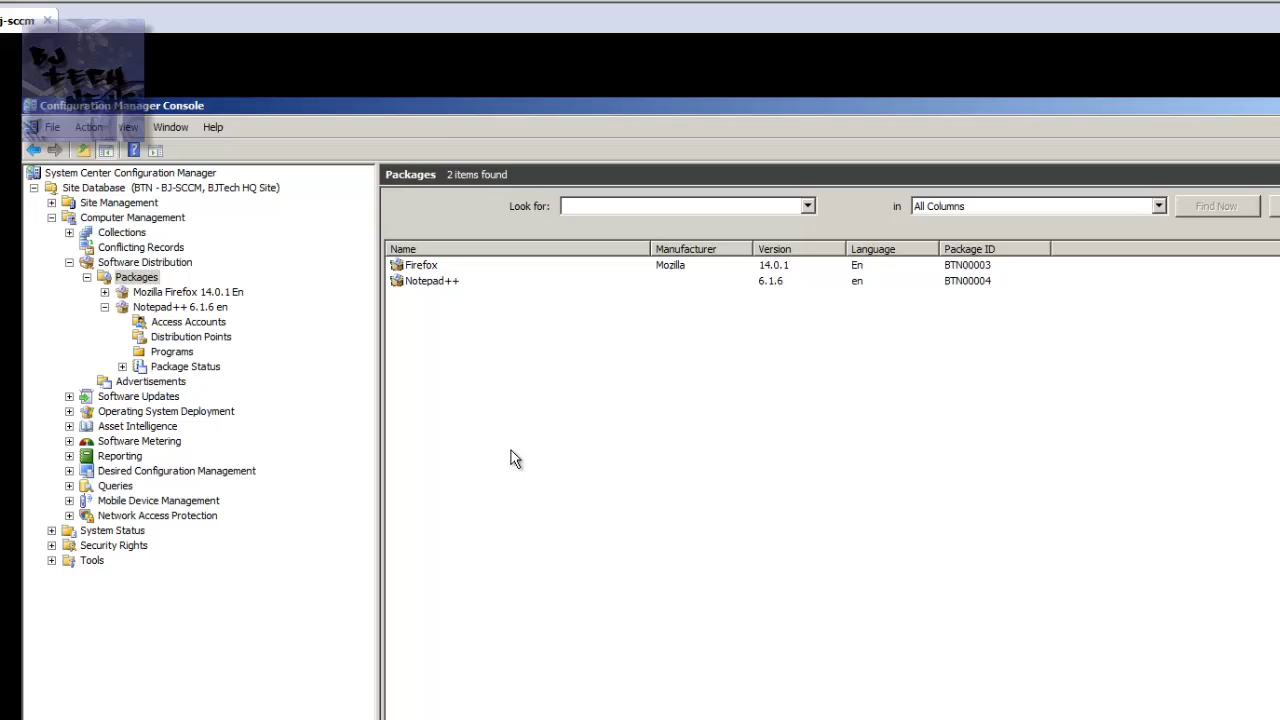 j-sccm
BJ
TECH
Configuration Manager Console
File Action View Window Help
System Center Configuration Manager
Site Database (BTN - BJ-SCCM, BJTech HQ Site)
Site Management
Computer Management
Collections
Conflicting Records
Software Distribution
Packages
Mozilla Firefox 14.0.1 En
Notepad++ 6.1.6 en
Access Accounts
Distribution Points
Programs
Package Status
Advertisements
Software Updates
Operating System Deployment
Asset Intelligence
Software Metering
Reporting
Desired Configuration Management
Queries
Mobile Device Management
Network Access Protection
System Status
Security Rights
Tools
Packages 2 items found
Look for: in All Columns Find Now
Name Manufacturer Version Language Package ID
Firefox Mozilla 14.0.1 En BTN00003
Notepad++ 6.1.6 en BTN00004